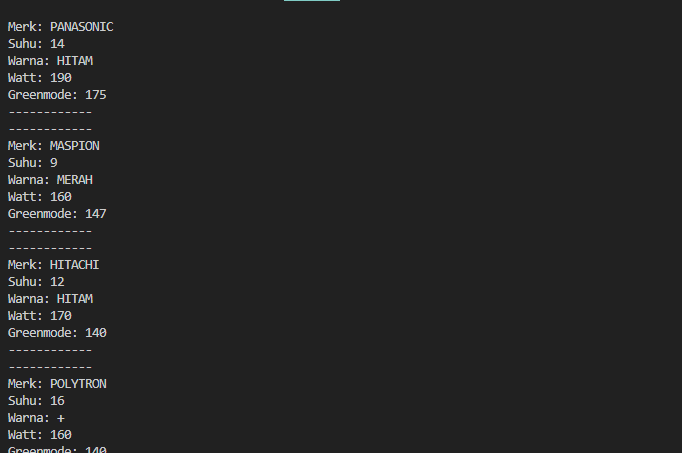 Merk: PANASONIC
Suhu: 14
Warna: HITAM
Watt: 190
Greenmode: 175
------------
------------
Merk: MASPION
Suhu: 9
Warna: MERAH
Watt: 160
Greenmode: 147
------------
------------
Merk: HITACHI
Suhu: 12
Warna: HITAM
Watt: 170
Greenmode: 140
------------
------------
Merk: POLYTRON
Suhu: 16
Warna: +
Watt: 160
Greenmode: 140